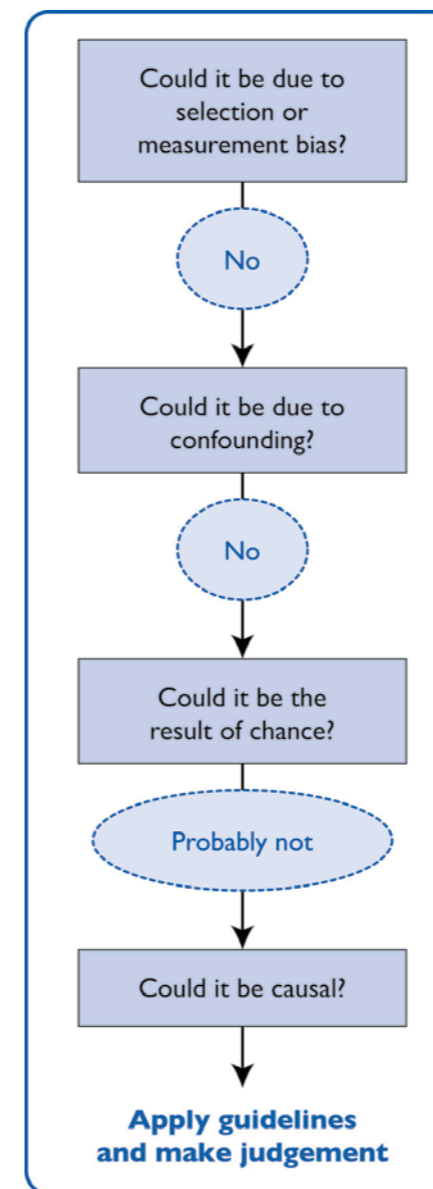 Could it be due to
selection or
measurement bias?
No
Could it be due to
confounding?
No
Could it be the
result of chance?
Probably not
Could it be causal?
Apply guidelines
and make judgement